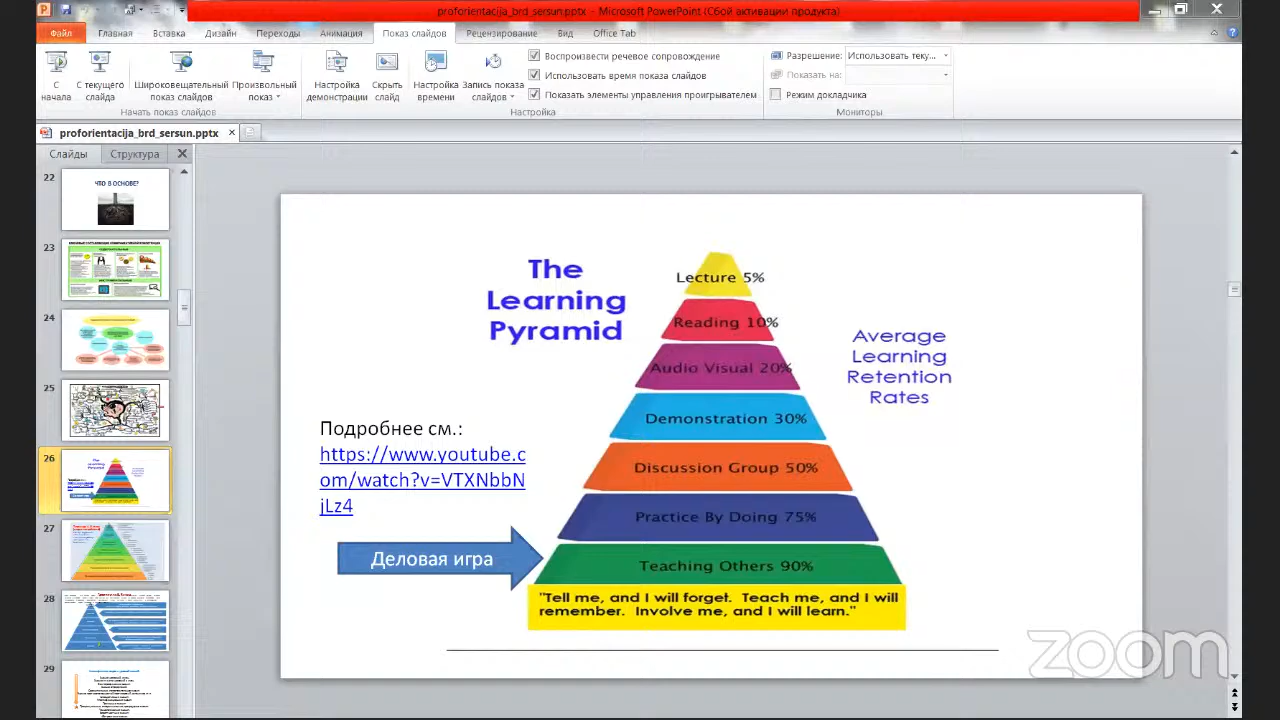 proforientacija_brd_sersun.pptx - Microsoft PowerPoint (Сбой активации продукта)
Файл Главная Вставка Дизайн Переходы Анимация Показ слайдов Рецензирование Вид Office Tab
С начала
С текущего слайда
Широковещательный показ слайдов
Произвольный показ
Начать показ слайдов
Настройка демонстрации
Скрыть слайд
Настройка времени
Запись показа слайдов
Воспроизвести речевое сопровождение
Использовать время показа слайдов
Показать элементы управления проигрывателем
Настройка
Разрешение: Использовать теку...
Показать на:
Режим докладчика
Мониторы
proforientacija_brd_sersun.pptx
Слайды Структура
22
ЧТО В ОСНОВЕ?
23
24
25
26
27
28
29
The
Learning
Pyramid
Lecture 5%
Reading 10%
Audio Visual 20%
Demonstration 30%
Discussion Group 50%
Practice By Doing 75%
Teaching Others 90%
Average
Learning
Retention
Rates
Подробнее см.:
https://www.youtube.c
om/watch?v=VTXNbbN
jLz4
Деловая игра
"Tell me, and I will forget. Teach me, and I will
remember. Involve me, and I will learn."
zoom